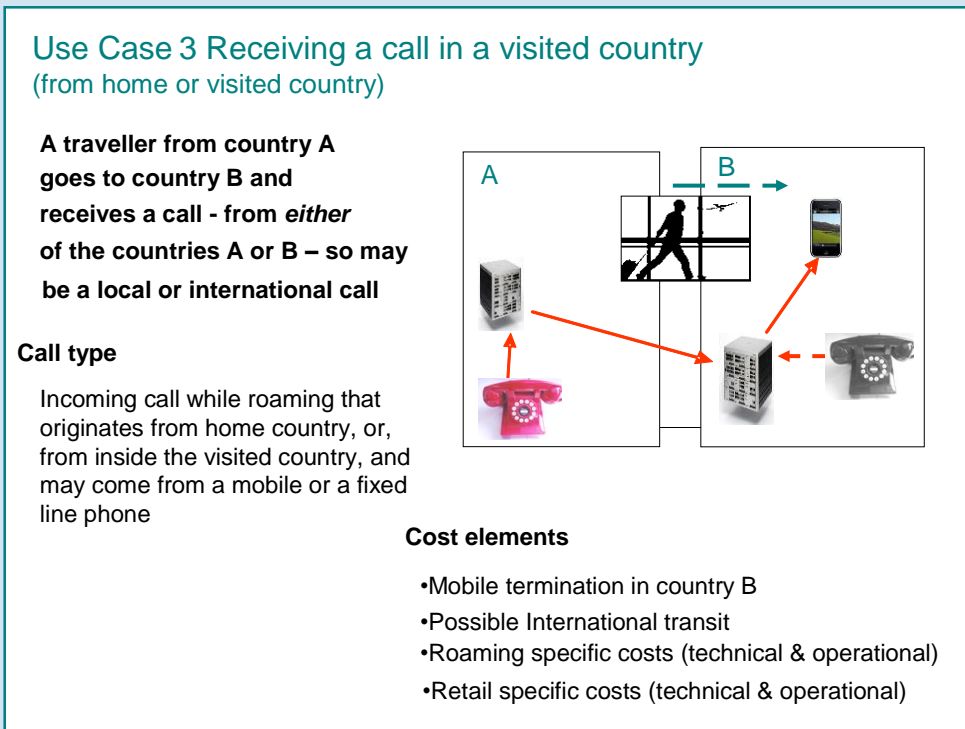 Use Case 3 Receiving a call in a visited country
(from home or visited country)
A traveller from country A
goes to country B and
receives a call - from either
of the countries A or B – so may
be a local or international call
A
B
Call type
Incoming call while roaming that
originates from home country, or,
from inside the visited country, and
may come from a mobile or a fixed
line phone
Cost elements
•Mobile termination in country B
•Possible International transit
•Roaming specific costs (technical & operational)
•Retail specific costs (technical & operational)